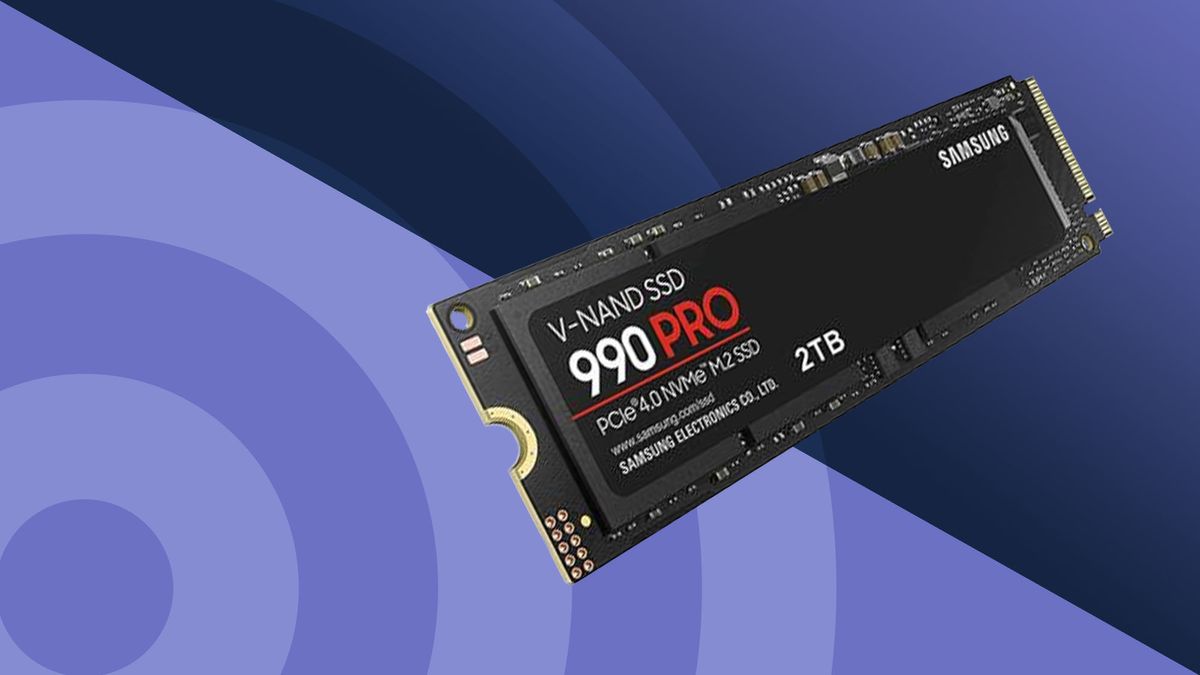 SAMSUNG
V-NAND SSD
990 PRO
PCIe® 4.0 NVMe™ M.2 SSD
2TB
www.samsung.com/ssd
SAMSUNG ELECTRONICS CO., LTD.